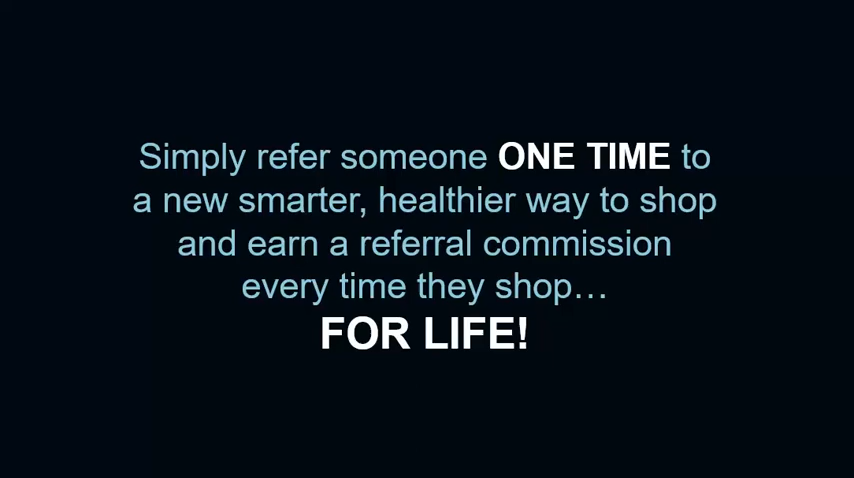 Simply refer someone ONE TIME to
a new smarter, healthier way to shop
and earn a referral commission
every time they shop…
FOR LIFE!